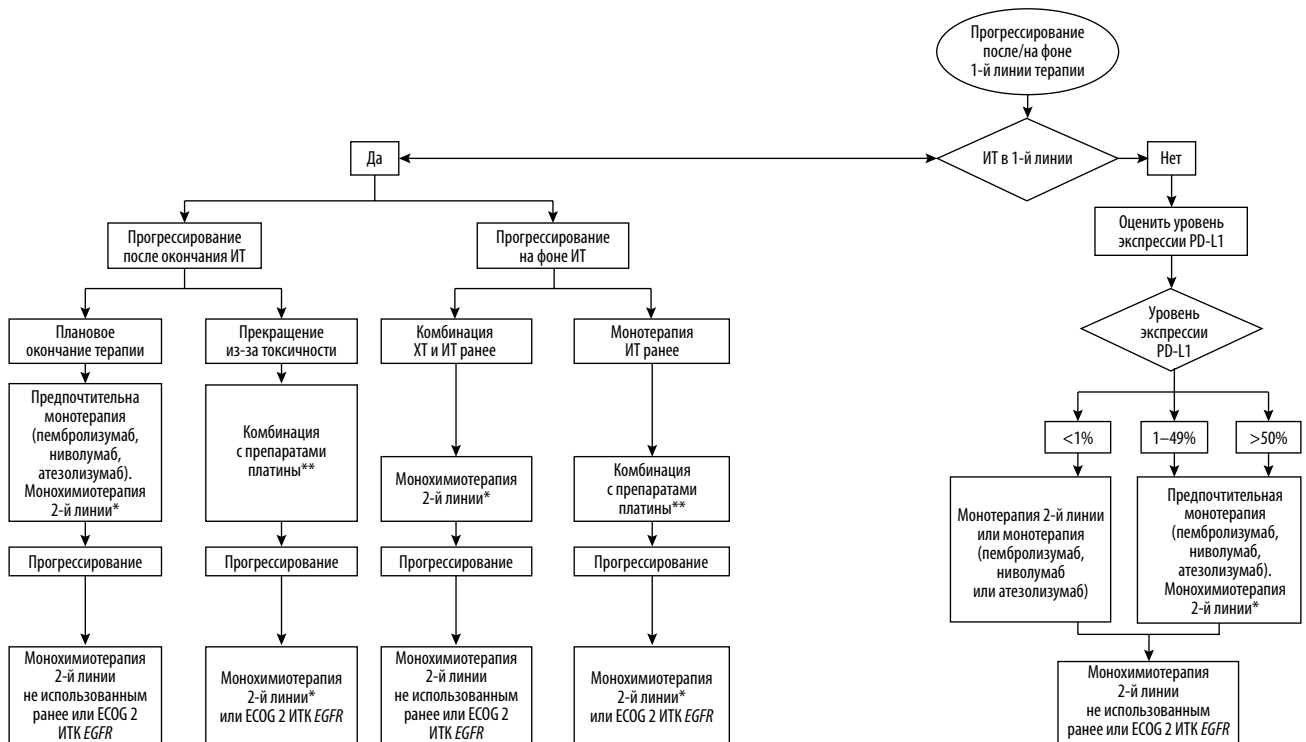 Прогрессирование
после/на фоне
1-й линии терапии
Да
ИТ в 1-й линии
Нет
Прогрессирование
после окончания ИТ
Прогрессирование
на фоне ИТ
Оценить уровень
экспрессии PD-L1
Плановое
окончание терапии
Прекращение
из-за токсичности
Комбинация
ХТ и ИТ ранее
Монотерапия
ИТ ранее
Уровень
экспрессии
PD-L1
Предпочтительна
монотерапия
(пембролизумаб,
ниволумаб,
атезолизумаб).
Монохимиотерапия
2-й линии*
Комбинация
с препаратами
платины**
Монохимиотерапия
2-й линии*
Комбинация
с препаратами
платины**
<1%
1–49%
>50%
Монотерапия 2-й линии
или монотерапия
(пембролизумаб,
ниволумаб
или атезолизумаб)
Предпочтительная
монотерапия
(пембролизумаб,
ниволумаб,
атезолизумаб).
Монохимиотерапия
2-й линии*
Прогрессирование
Прогрессирование
Прогрессирование
Прогрессирование
Монохимиотерапия
2-й линии
не использованным
ранее или ECOG 2
ИТК EGFR
Монохимиотерапия
2-й линии*
или ECOG 2 ИТК EGFR
Монохимиотерапия
2-й линии
не использованным
ранее или ECOG 2
ИТК EGFR
Монохимиотерапия
2-й линии*
или ECOG 2 ИТК EGFR
Монохимиотерапия
2-й линии
не использованным
ранее или ECOG 2 ИТК EGFR